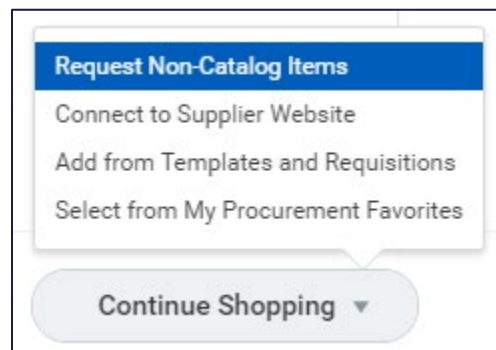 Request Non-Catalog Items
Connect to Supplier Website
Add from Templates and Requisitions
Select from My Procurement Favorites
Continue Shopping